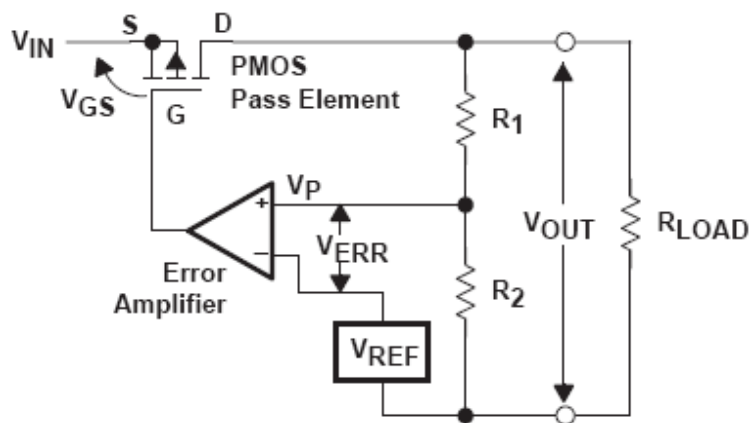 S D
VIN
PMOS
Pass Element
VGS
G
R1
VP
+
VERR
−
Error
Amplifier
VOUT
RLOAD
R2
VREF